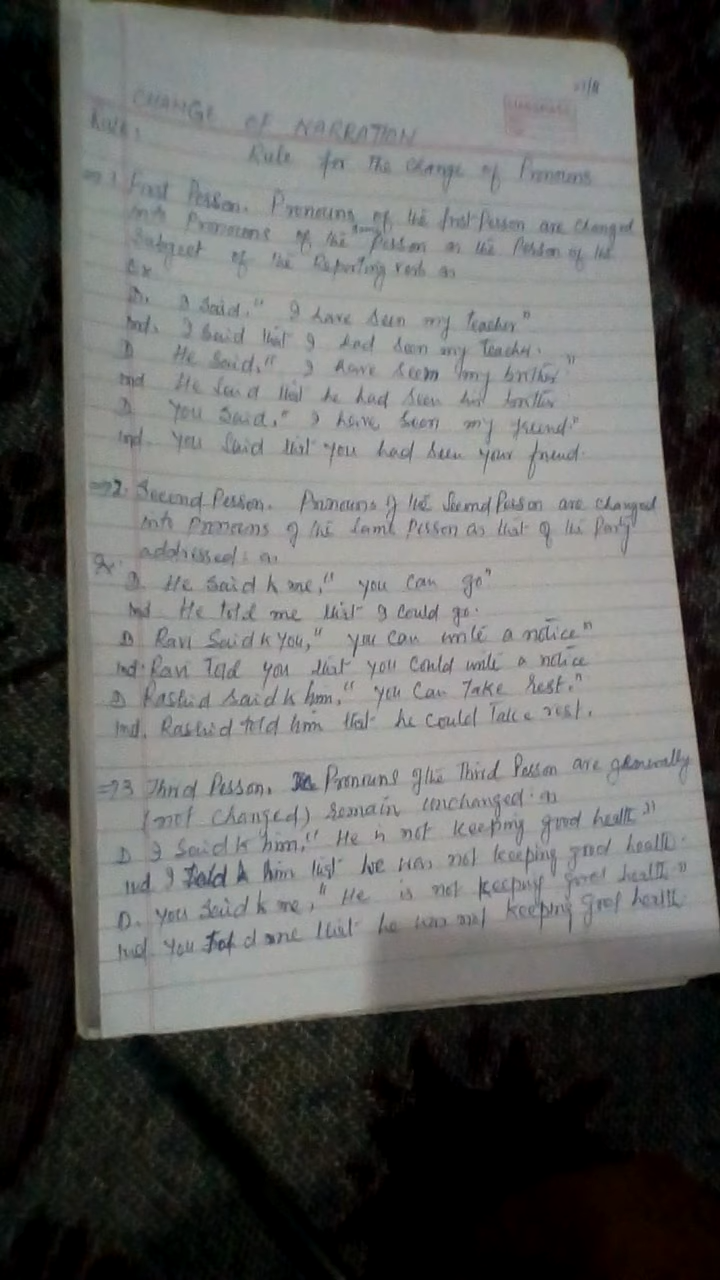 CHANGE OF NARRATION
Rule:
Rule for the change of Pronouns
⇒ 1. First Person. Pronouns of the first Person are changed
into Pronouns of the same Person as the Person of the
Subject of the Reporting verb as
Ex
D. I said, " I have seen my teacher"
Ind. I said that I had seen my teacher.
D He said, " I have seem my brother"
Ind He said that he had seen his brother
D You said, " I have seen my friend."
Ind. You said that you had seen your friend.
⇒ 2. Second Person. Pronouns of the Second Person are changed
into Pronouns of the same Person as that of the Party
addressed: as
Ex.
D. He said to me, " you can go"
Ind. He told me that I could go.
D Ravi Said to you, " you can write a notice"
Ind. Ravi Told you that you could write a notice
D Rashid said to him, " you can Take rest."
Ind. Rashid told him that he could Take rest.
⇒ 3 Third Person. Pronouns of the Third Person are generally
(not changed) remain unchanged: as
D I said to him, " He is not keeping good health"
Ind I told him that he was not keeping good health.
D. you said to me, " He is not keeping good health"
Ind. you told me that he was not keeping good health.